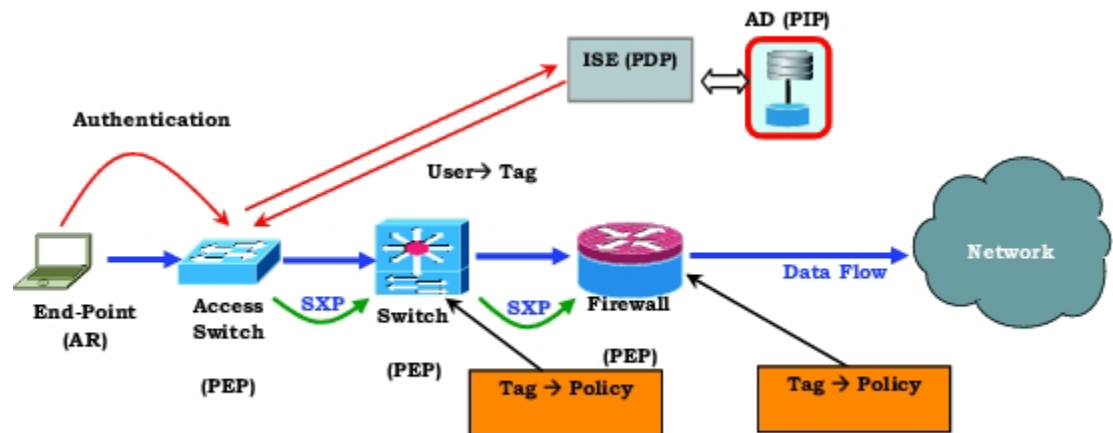 AD (PIP)
ISE (PDP)
Authentication
User→ Tag
Network
Data Flow
SXP
SXP
End-Point
(AR)
Access
Switch
(PEP)
Switch
(PEP)
Firewall
(PEP)
Tag → Policy
Tag → Policy